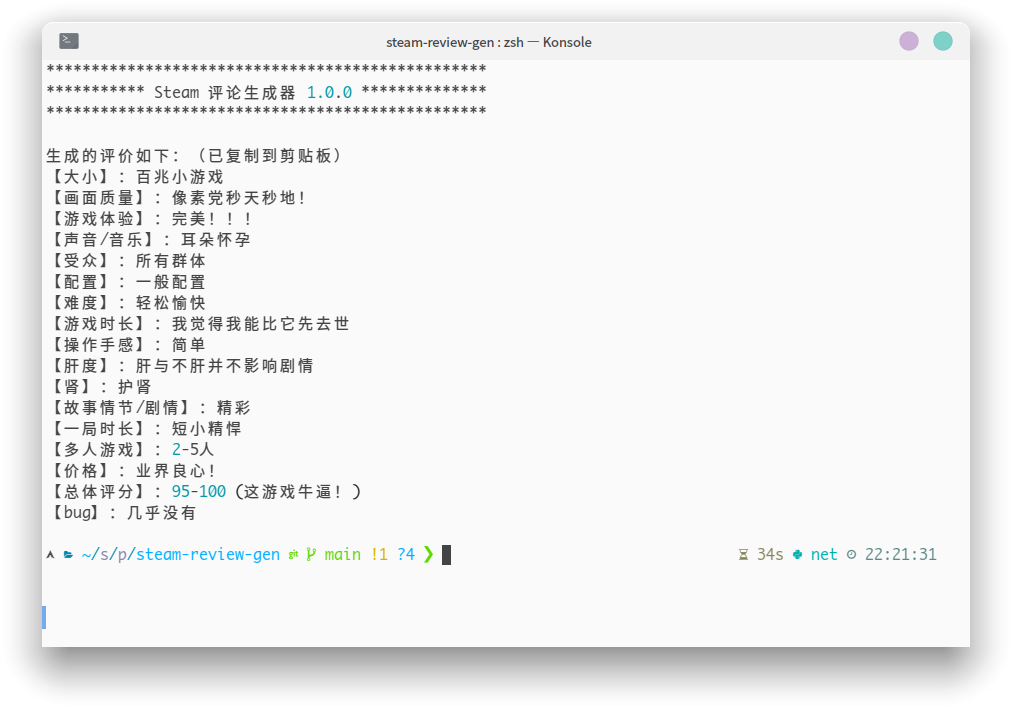 steam-review-gen : zsh — Konsole
*************************************************
*********** Steam 评论生成器 1.0.0 **************
*************************************************
生成的评价如下：（已复制到剪贴板）
【大小】：百兆小游戏
【画面质量】：像素党秒天秒地！
【游戏体验】：完美！！！
【声音/音乐】：耳朵怀孕
【受众】：所有群体
【配置】：一般配置
【难度】：轻松愉快
【游戏时长】：我觉得我能比它先去世
【操作手感】：简单
【肝度】：肝与不肝并不影响剧情
【肾】：护肾
【故事情节/剧情】：精彩
【一局时长】：短小精悍
【多人游戏】：2-5人
【价格】：业界良心！
【总体评分】：95-100（这游戏牛逼！）
【bug】：几乎没有
~/s/p/steam-review-gen git main !1 ?4 ❯ 34s net 22:21:31